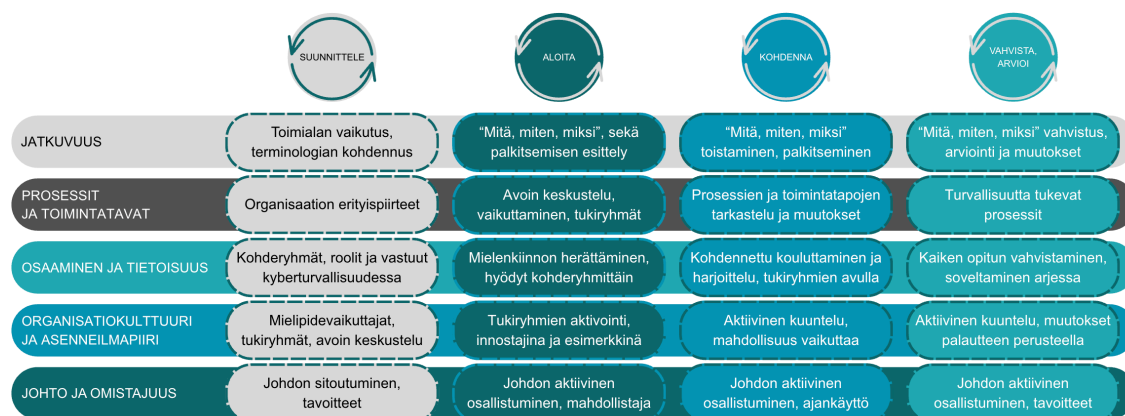 SUUNNITTELE
ALOITA
KOHDENNA
VAHVISTA,
ARVIOI
JATKUVUUS
Toimialan vaikutus,
terminologian kohdennus
“Mitä, miten, miksi”, sekä
palkitsemisen esittely
“Mitä, miten, miksi”
toistaminen, palkitseminen
“Mitä, miten, miksi” vahvistus,
arviointi ja muutokset
PROSESSIT
JA TOIMINTATAVAT
Organisaation erityispiirteet
Avoin keskustelu,
vaikuttaminen, tukiryhmät
Prosessien ja toimintatapojen
tarkastelu ja muutokset
Turvallisuutta tukevat
prosessit
OSAAMINEN JA TIETOISUUS
Kohderyhmät, roolit ja vastuut
kyberturvallisuudessa
Mielenkiinnon herättäminen,
hyödyt kohderyhmittäin
Kohdennettu kouluttaminen ja
harjoittelu, tukiryhmien avulla
Kaiken opitun vahvistaminen,
soveltaminen arjessa
ORGANISATIOKULTTUURI
JA ASENNEILMAPIIRI
Mielipidevaikuttajat,
tukiryhmät, avoin keskustelu
Tukiryhmien aktivointi,
innostajina ja esimerkkinä
Aktiivinen kuuntelu,
mahdollisuus vaikuttaa
Aktiivinen kuuntelu, muutokset
palautteen perusteella
JOHTO JA OMISTAJUUS
Johdon sitoutuminen,
tavoitteet
Johdon aktiivinen
osallistuminen, mahdollistaja
Johdon aktiivinen
osallistuminen, ajankäyttö
Johdon aktiivinen
osallistuminen, tavoitteet